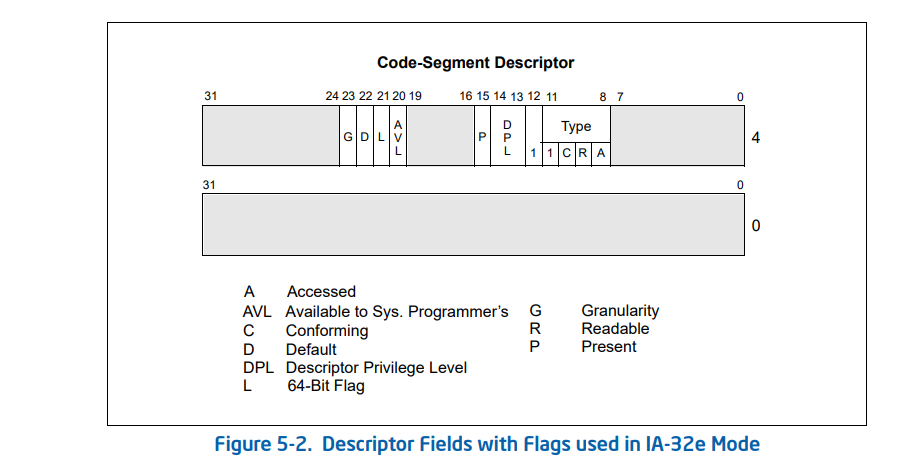 Code-Segment Descriptor
31 24 23 22 21 20 19 16 15 14 13 12 11 8 7 0
G D L AVL P DPL 1 Type 4
1 C R A
31 0
0
A Accessed
AVL Available to Sys. Programmer’s G Granularity
C Conforming R Readable
D Default P Present
DPL Descriptor Privilege Level
L 64-Bit Flag
Figure 5-2. Descriptor Fields with Flags used in IA-32e Mode